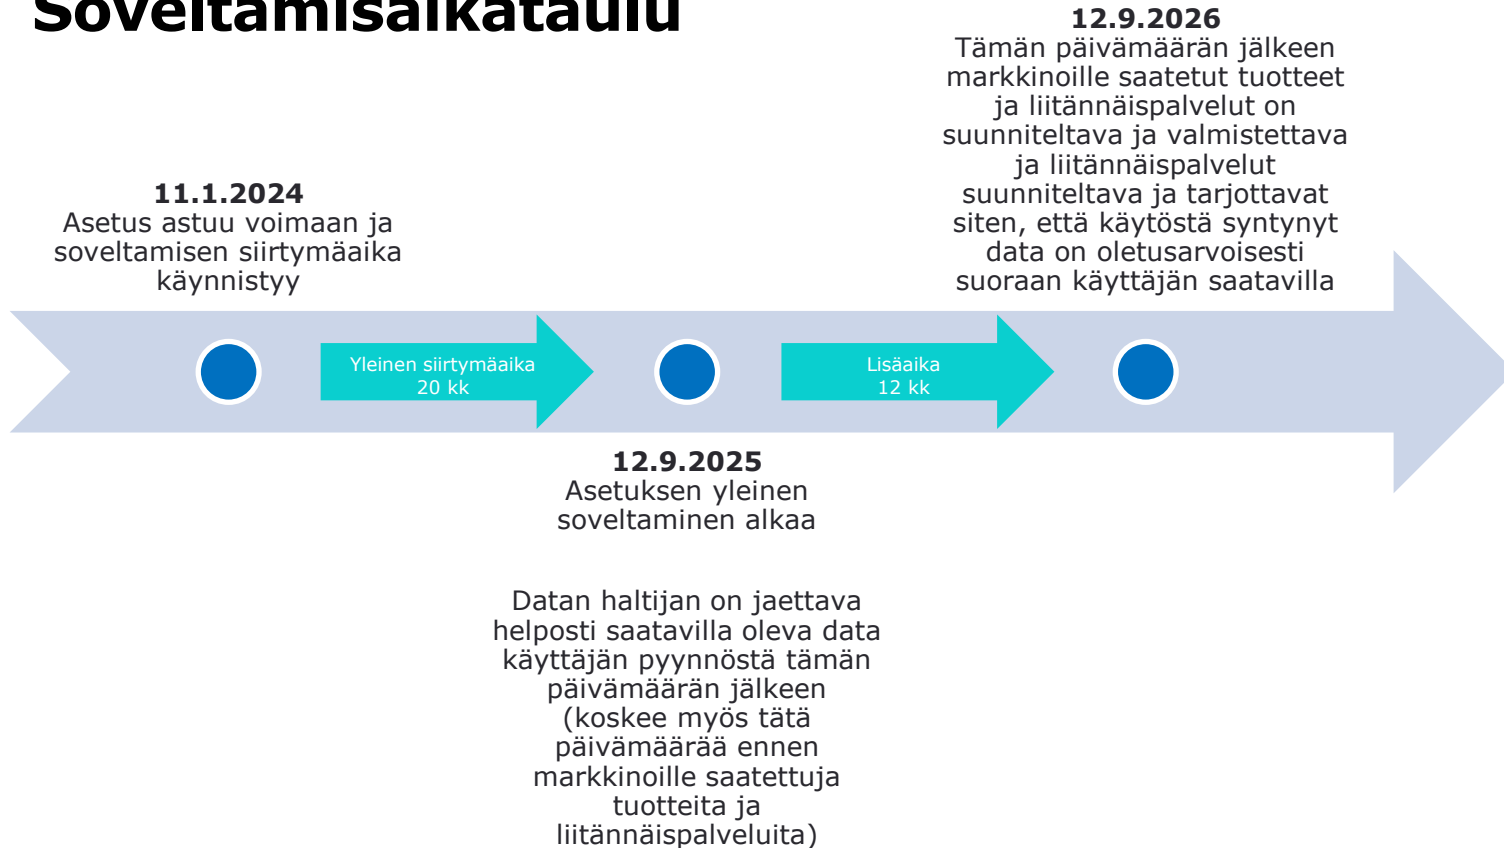 Soveltamisaikataulu
12.9.2026
Tämän päivämäärän jälkeen
markkinoille saatetut tuotteet
ja liitännäispalvelut on
suunniteltava ja valmistettava
ja liitännäispalvelut
suunniteltava ja tarjottavat
siten, että käytöstä syntynyt
data on oletusarvoisesti
suoraan käyttäjän saatavilla
11.1.2024
Asetus astuu voimaan ja
soveltamisen siirtymäaika
käynnistyy
Yleinen siirtymäaika
20 kk
Lisäaika
12 kk
12.9.2025
Asetuksen yleinen
soveltaminen alkaa
Datan haltijan on jaettava
helposti saatavilla oleva data
käyttäjän pyynnöstä tämän
päivämäärän jälkeen
(koskee myös tätä
päivämäärää ennen
markkinoille saatettuja
tuotteita ja
liitännäispalveluita)